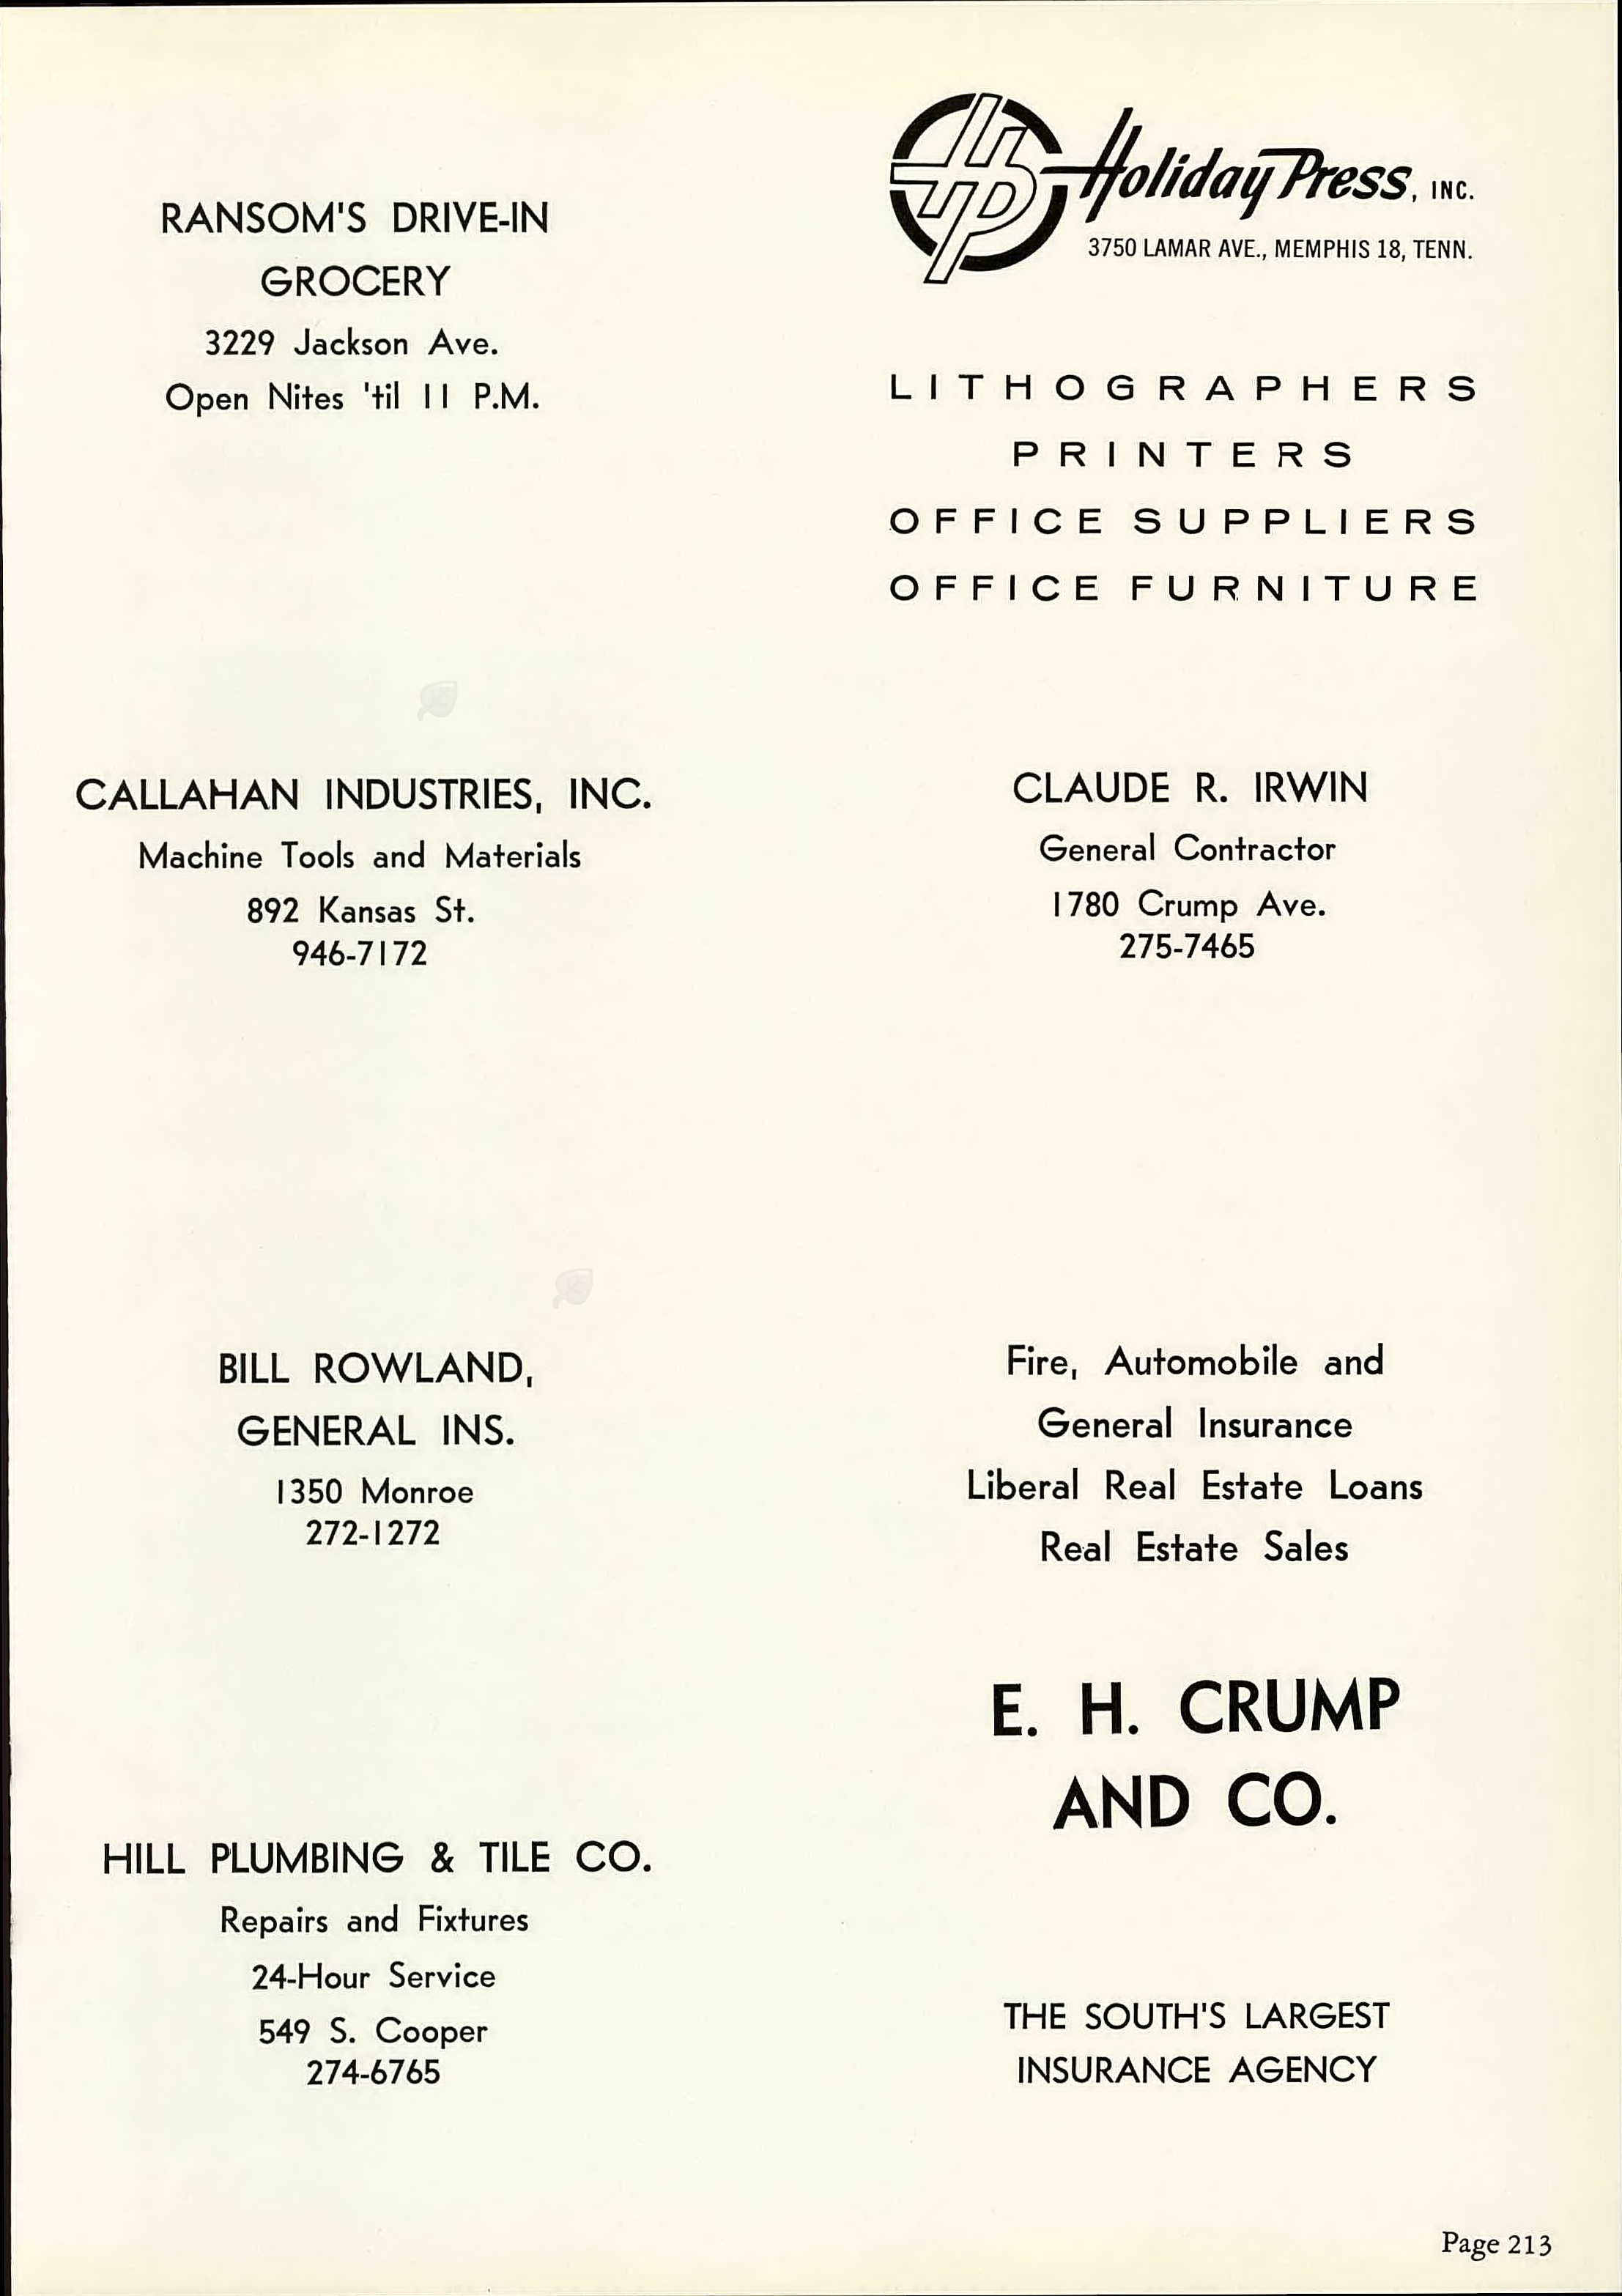 RANSOM'S DRIVE-IN
GROCERY
3229 Jackson Ave.
Open Nites 'til 11 P.M.
HP Holiday Press, INC.
3750 LAMAR AVE., MEMPHIS 18, TENN.
LITHOGRAPHERS
PRINTERS
OFFICE SUPPLIERS
OFFICE FURNITURE
CALLAHAN INDUSTRIES, INC.
Machine Tools and Materials
892 Kansas St.
946-7172
CLAUDE R. IRWIN
General Contractor
1780 Crump Ave.
275-7465
BILL ROWLAND,
GENERAL INS.
1350 Monroe
272-1272
HILL PLUMBING & TILE CO.
Repairs and Fixtures
24-Hour Service
549 S. Cooper
274-6765
Fire, Automobile and
General Insurance
Liberal Real Estate Loans
Real Estate Sales
E. H. CRUMP
AND CO.
THE SOUTH'S LARGEST
INSURANCE AGENCY
Page 213